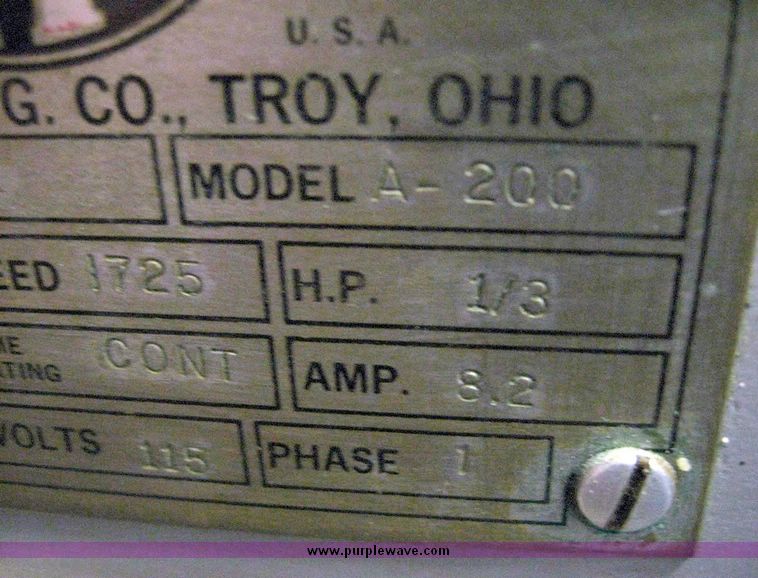 U. S. A.
G. CO., TROY, OHIO
MODEL A-200
EED 1725 H.P. 1/3
ME
TING CONT AMP. 8.2
VOLTS 115 PHASE 1
www.purplewave.com